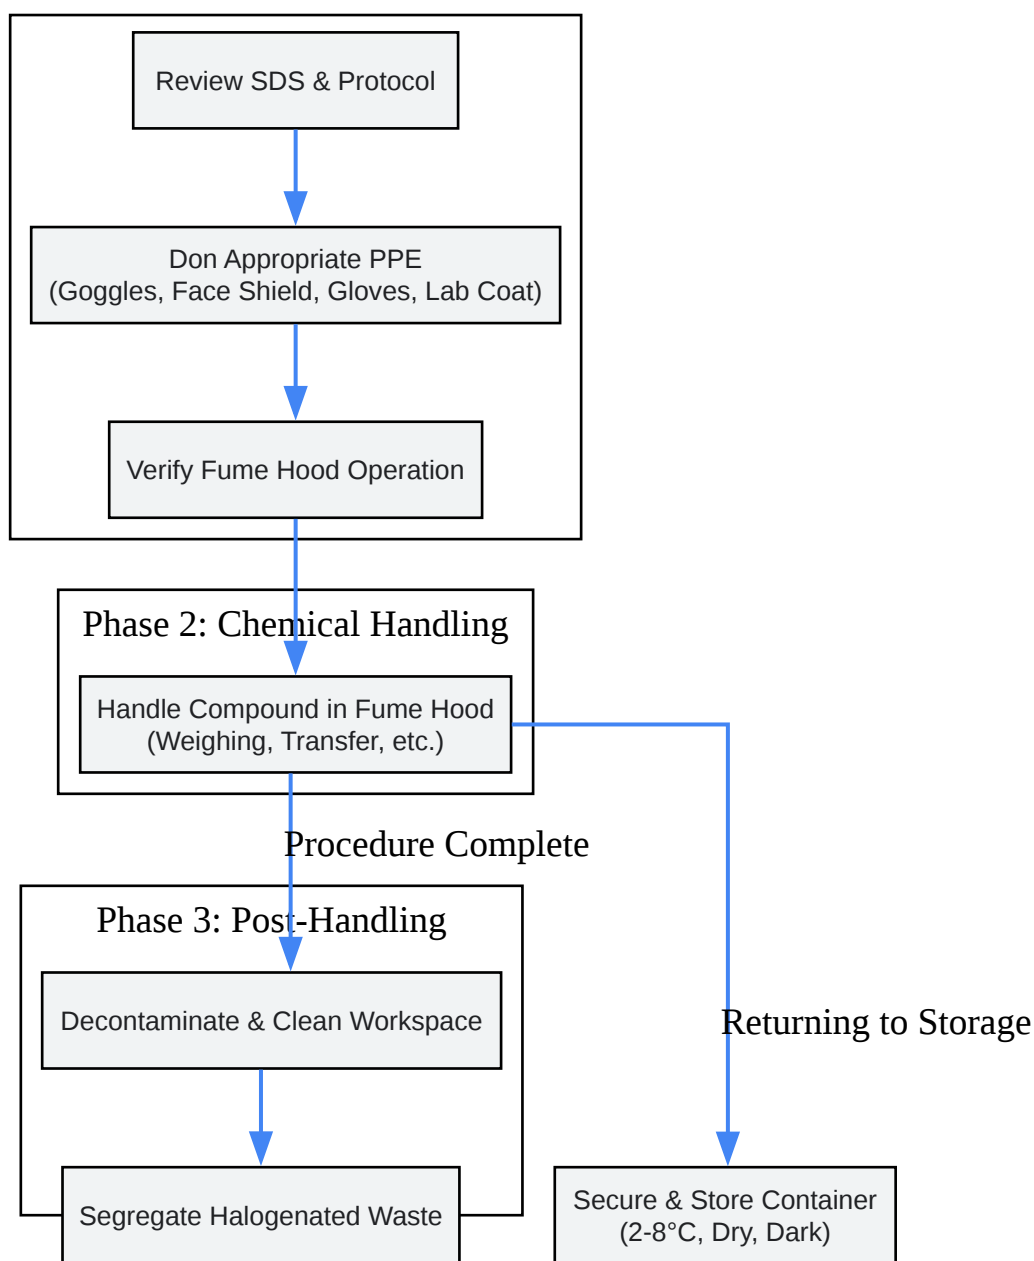 Review SDS & Protocol
Don Appropriate PPE
(Goggles, Face Shield, Gloves, Lab Coat)
Verify Fume Hood Operation
Phase 2: Chemical Handling
Handle Compound in Fume Hood
(Weighing, Transfer, etc.)
Procedure Complete
Phase 3: Post-Handling
Decontaminate & Clean Workspace
Returning to Storage
Segregate Halogenated Waste
Secure & Store Container
(2-8°C, Dry, Dark)